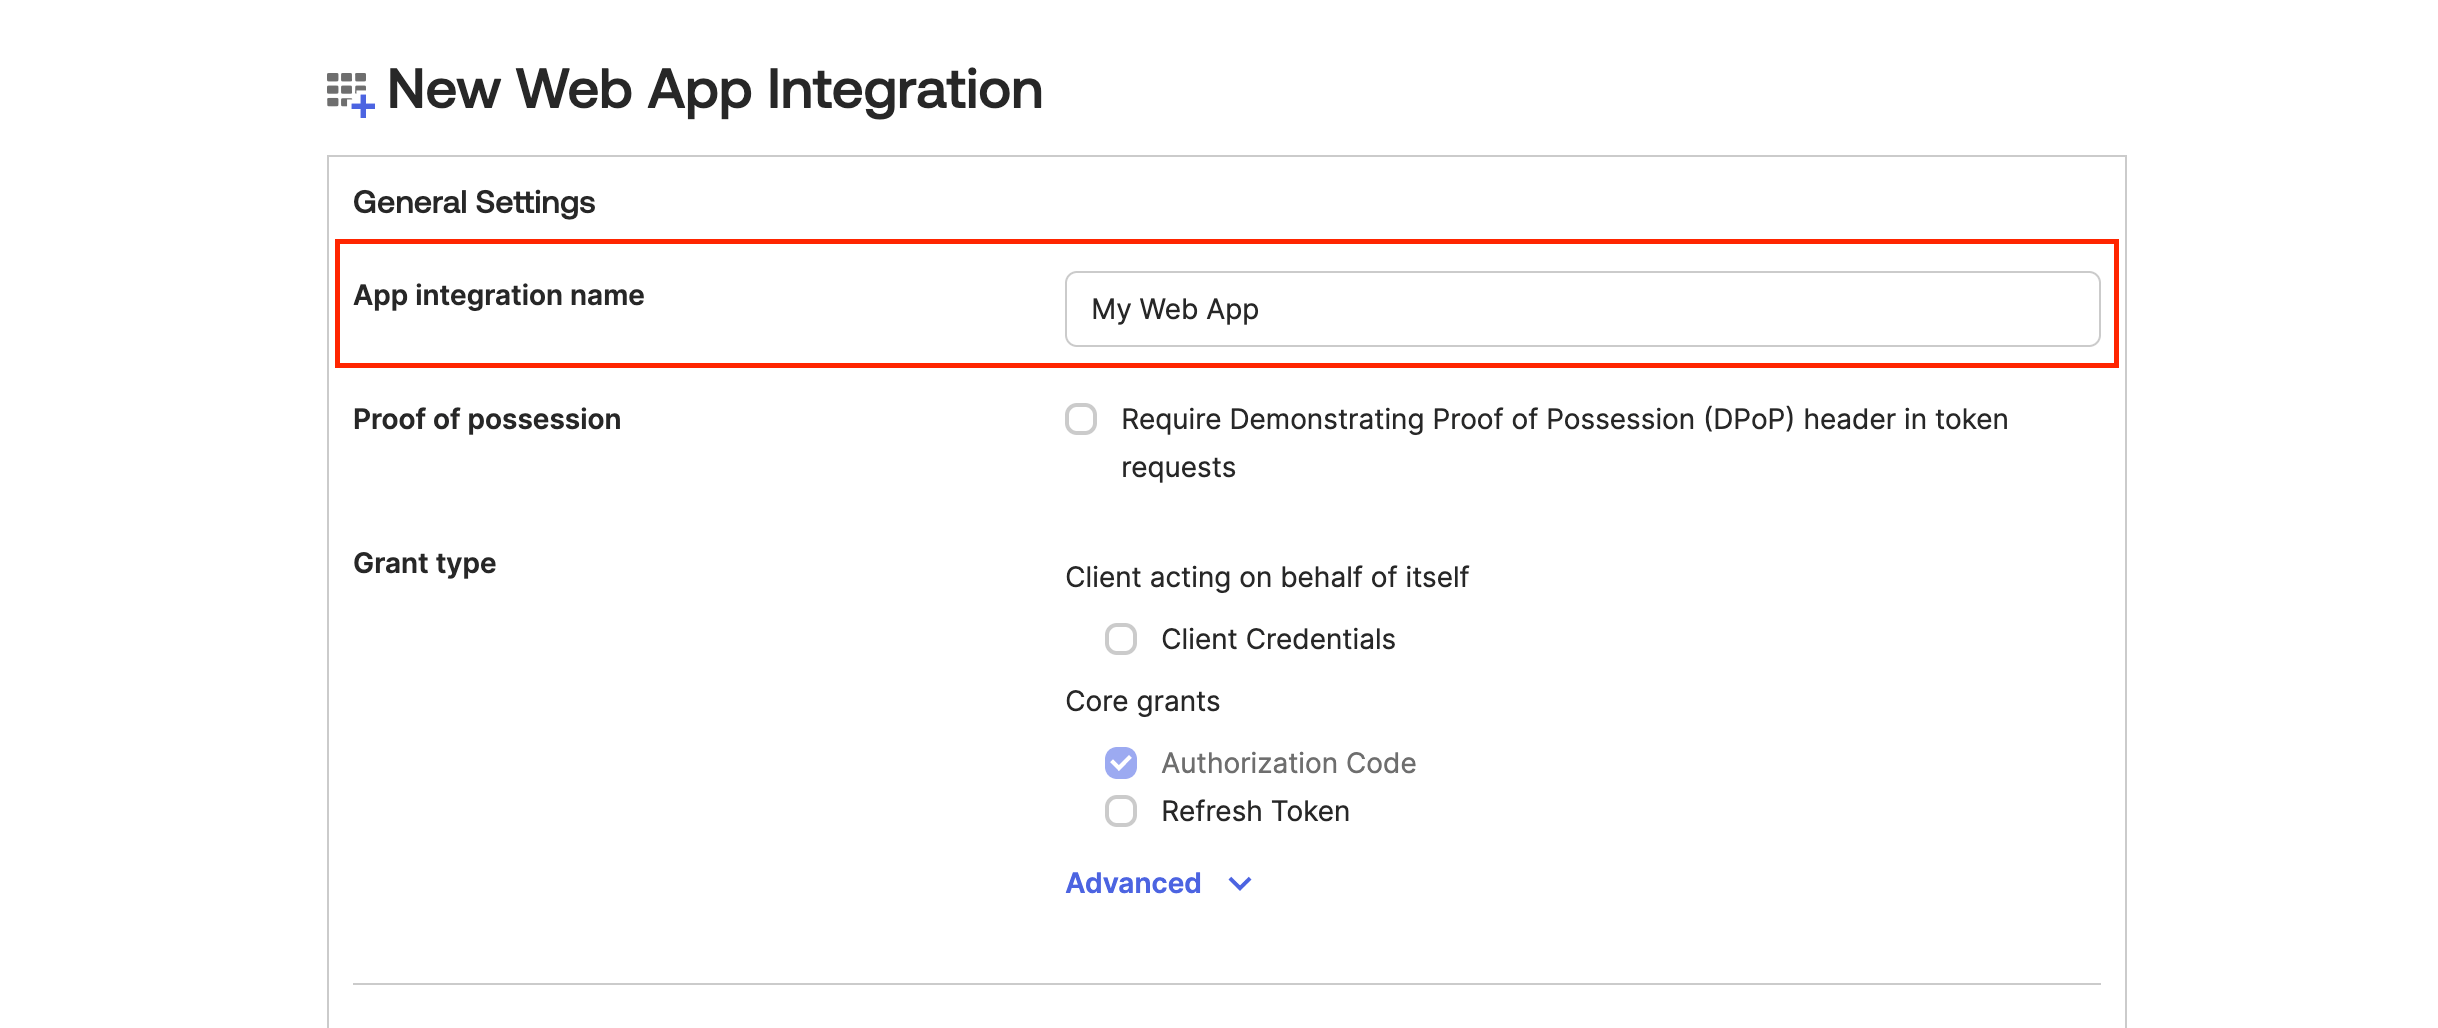 New Web App Integration
General Settings
App integration name
My Web App
Proof of possession
Require Demonstrating Proof of Possession (DPoP) header in token
requests
Grant type
Client acting on behalf of itself
Client Credentials
Core grants
Authorization Code
Refresh Token
Advanced